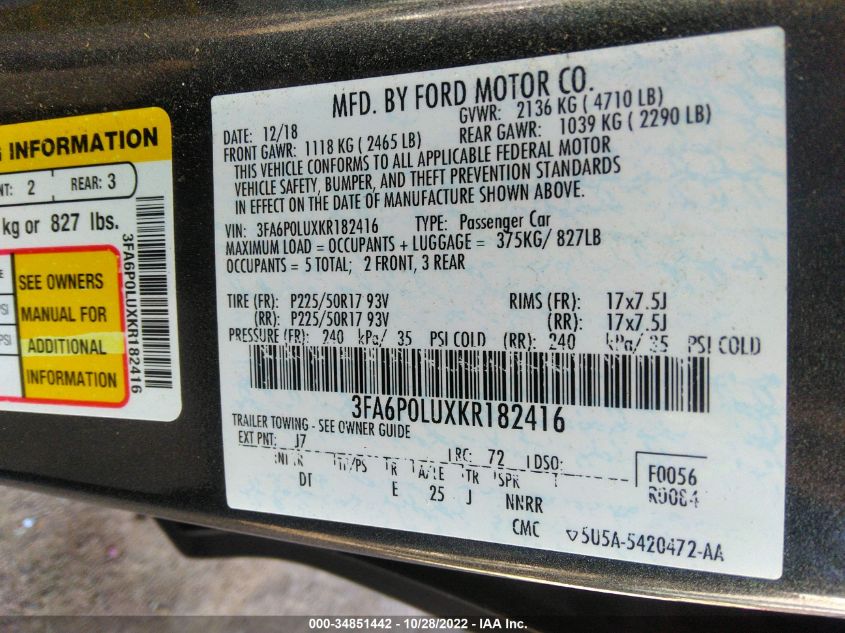 G INFORMATION
NT: 2 REAR: 3
kg or 827 lbs.
SEE OWNERS
MANUAL FOR
ADDITIONAL
INFORMATION
PSI
PSI
3FA6P0LUXKR182416
MFD. BY FORD MOTOR CO.
DATE: 12/18 GVWR: 2136 KG ( 4710 LB)
FRONT GAWR: 1118 KG ( 2465 LB) REAR GAWR: 1039 KG ( 2290 LB)
THIS VEHICLE CONFORMS TO ALL APPLICABLE FEDERAL MOTOR
VEHICLE SAFETY, BUMPER, AND THEFT PREVENTION STANDARDS
IN EFFECT ON THE DATE OF MANUFACTURE SHOWN ABOVE.
VIN: 3FA6P0LUXKR182416 TYPE: Passenger Car
MAXIMUM LOAD = OCCUPANTS + LUGGAGE = 375KG/ 827LB
OCCUPANTS = 5 TOTAL; 2 FRONT, 3 REAR
TIRE (FR): P225/50R17 93V RIMS (FR): 17x7.5J
(RR): P225/50R17 93V (RR): 17x7.5J
PRESSURE (FR): 240 kPa/ 35 PSI COLD (RR): 240 kPa/ 35 PSI COLD
3FA6P0LUXKR182416
TRAILER TOWING - SEE OWNER GUIDE
EXT PNT: J7 RC: 72 DSO: F0056
R0084
DT E 25 J NNRR
CMC 5U5A-5420472-AA
000-34851442 - 10/28/2022 - IAA Inc.